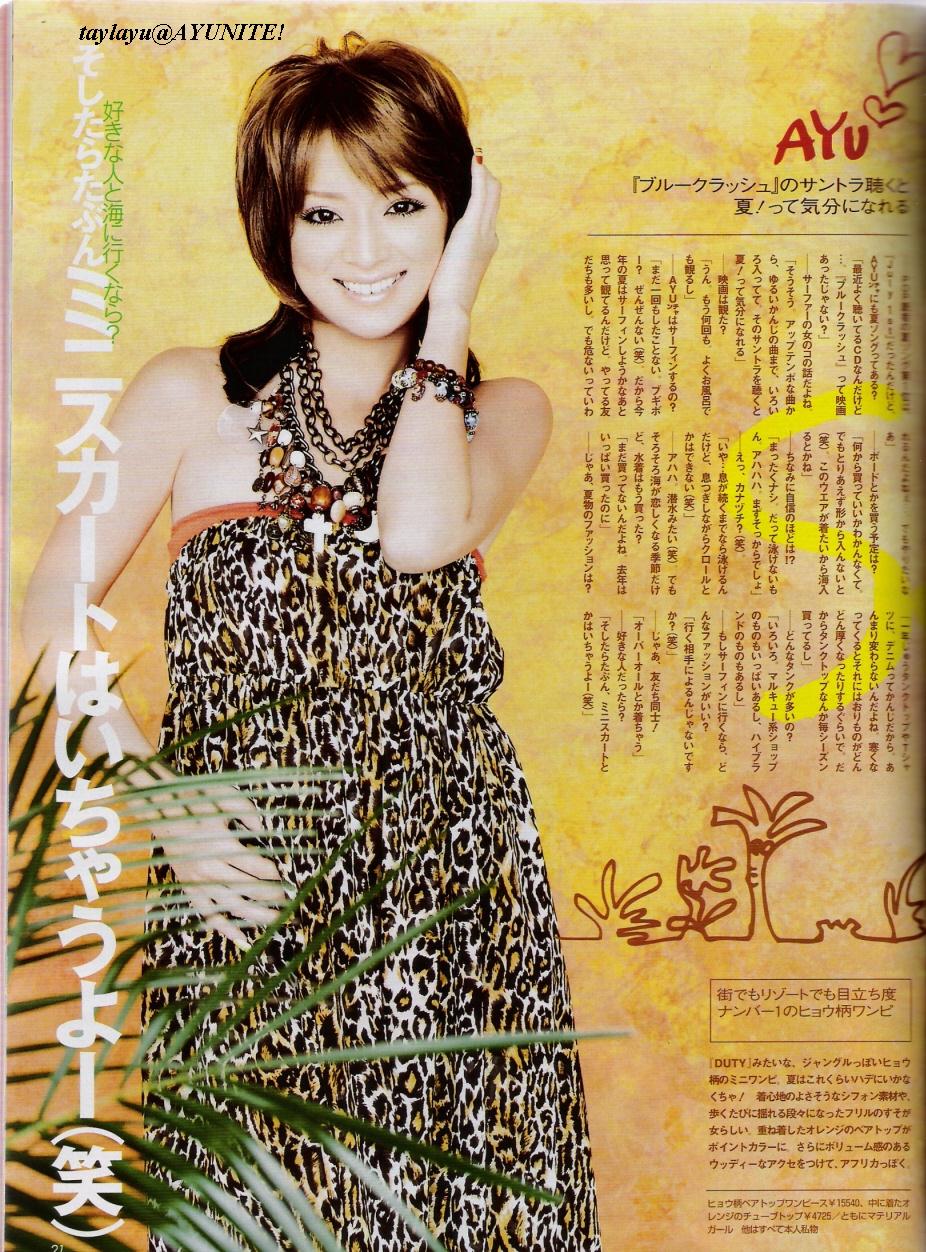 taylayu@AYUNITE!
好きな人と海に行くなら?
そしたらたぶんミニスカートはいちゃうよー(笑)
AYU
『ブルークラッシュ』のサントラ聴くと
夏!って気分になれる
AYUチャにも夏ソングってある?
「最近よく聴いてるCDなんだけど
…。『ブルークラッシュ』って映画
あったじゃない?」
――サーファーの女のコの話だよね。
「そうそう。アップテンポな曲か
ら、ゆるいかんじの曲まで、いろい
ろ入ってて。そのサントラを聴くと
夏!って気分になれる」
――映画は観た?
「うん、もう何回も。よくお風呂で
も観るし」
――AYUチャはサーフィンするの?
「まだ一回もしたことない。ブギボ
ー?ぜんぜんない(笑)。だから今
年の夏はサーフィンしようかなあと
思って観てるんだけど。やってる友
だちも多いし。でも危ないっていわ
あ」
――ボードとかを買う予定は?
「何から買っていいかわかんなくて。
でもとりあえず形から入んないと
(笑)。このウエアが着たいから海入
るとかね」
――ちなみに自信のほどは!?
「まったくナシ。だって泳げないも
ん。アハハハ。まずそっからでしょ」
――えっ、カナヅチ?(笑)。
「いや…息が続くまでなら泳げるん
だけど、息つぎしながらクロールと
かはできない(笑)」
――アハハ。潜水みたい(笑)。でも
そろそろ海が恋しくなる季節だけ
ど、水着はもう買った?
「まだ買ってないんだよね。去年は
いっぱい買ったのに」
――じゃあ、夏物のファッションは?
ツに、デニムってかんじだから、あ
んまり変わらないんだよね。寒くな
ってくるとそれにはおりものがどん
どん厚くなったりするぐらいで。だ
からタンクトップなんか毎シーズン
買ってるし」
――どんなタンクが多いの?
「いろいろ。マルキュー系ショップ
のものもいっぱいあるし、ハイブラ
ンドのものもあるし」
――もしサーフィンに行くなら、ど
んなファッションがいい?
「行く相手によるんじゃないです
か?(笑)」
――じゃあ、友だち同士!
「オーバーオールとか着ちゃう」
――好きな人だったら?
「そしたらたぶん、ミニスカートと
かはいちゃうよー(笑)」
街でもリゾートでも目立ち度
ナンバー1のヒョウ柄ワンピ
『DUTY』みたいな、ジャングルっぽいヒョウ
柄のミニワンピ。夏はこれくらいハデにいかな
くちゃ! 着心地のよさそうなシフォン素材や、
歩くたびに揺れる段々になったフリルのすそが
女らしい。重ね着したオレンジのベアトップが
ポイントカラーに。さらにボリューム感のある
ウッディーなアクセをつけて、アフリカっぽく。
ヒョウ柄ベアトップワンピース¥15540、中に着たオ
レンジのチューブトップ¥4725/ともにマテリアル
ガール 他はすべて本人私物
21